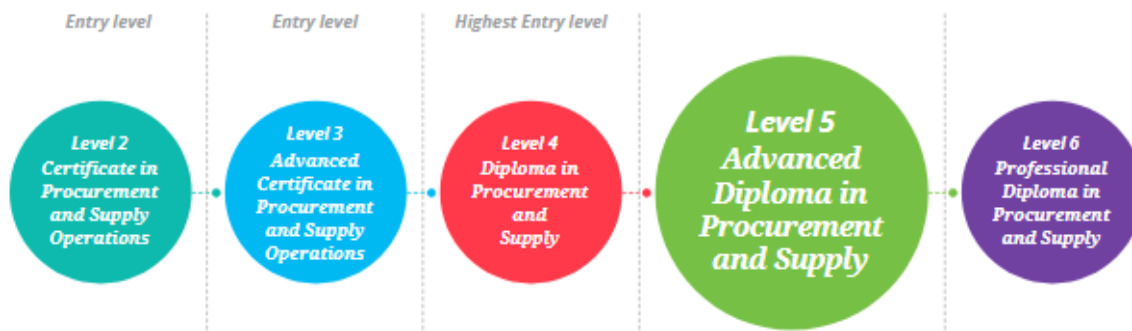 Entry level
Entry level
Highest Entry level
Level 2
Certificate in
Procurement
and Supply
Operations
Level 3
Advanced
Certificate in
Procurement
and Supply
Operations
Level 4
Diploma in
Procurement
and
Supply
Level 5
Advanced
Diploma in
Procurement
and Supply
Level 6
Professional
Diploma in
Procurement
and Supply